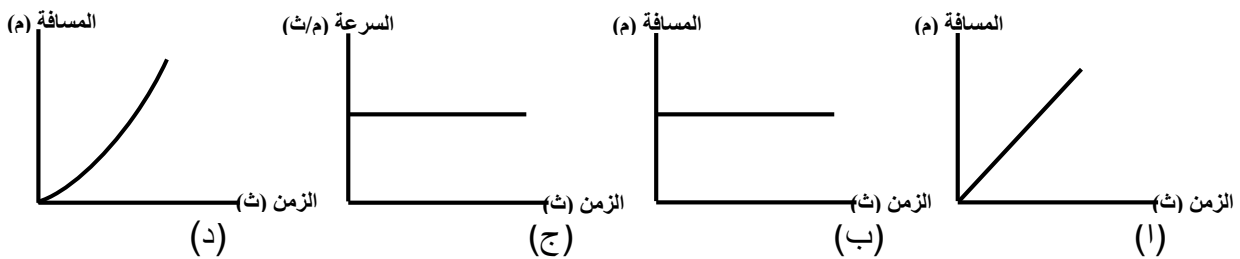 المسافة (م)
الزمن (ث)
(ا)
المسافة (م)
الزمن (ث)
(ب)
السرعة (م/ث)
الزمن (ث)
(ج)
المسافة (م)
الزمن (ث)
(د)